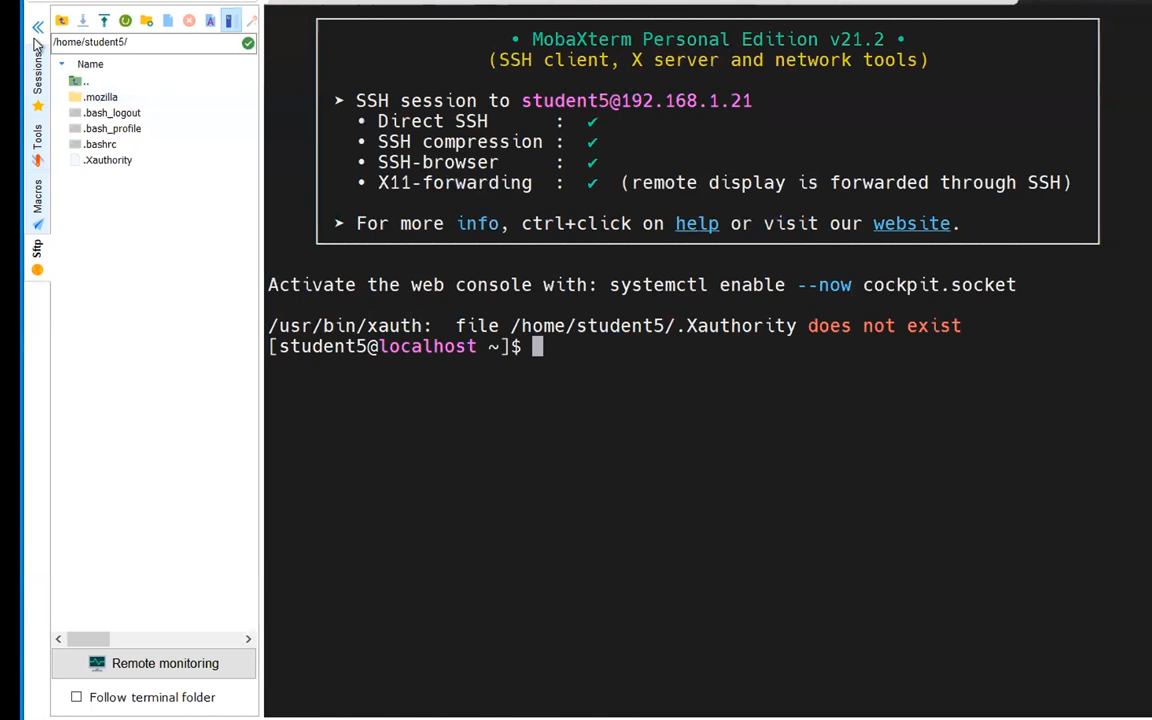 /home/student5/
Name
..
.mozilla
.bash_logout
.bash_profile
.bashrc
.Xauthority
Sessions
Tools
Macros
Sftp
Remote monitoring
Follow terminal folder
• MobaXterm Personal Edition v21.2 •
(SSH client, X server and network tools)
➤ SSH session to student5@192.168.1.21
• Direct SSH : ✔
• SSH compression : ✔
• SSH-browser : ✔
• X11-forwarding : ✔ (remote display is forwarded through SSH)
➤ For more info, ctrl+click on help or visit our website.
Activate the web console with: systemctl enable --now cockpit.socket
/usr/bin/xauth: file /home/student5/.Xauthority does not exist
[student5@localhost ~]$